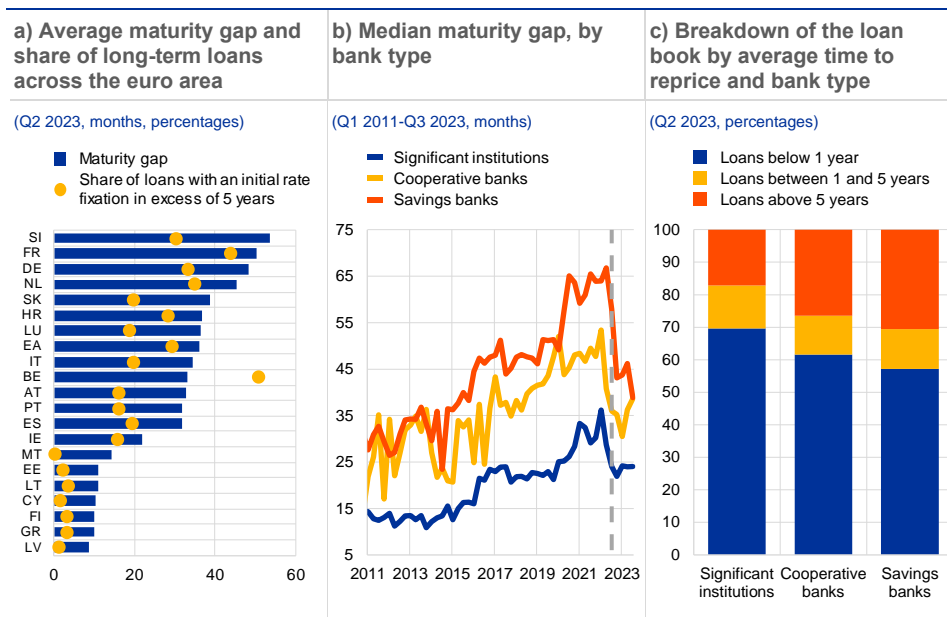 a) Average maturity gap and
share of long-term loans
across the euro area
(Q2 2023, months, percentages)
Maturity gap
Share of loans with an initial rate
fixation in excess of 5 years
SI
FR
DE
NL
SK
HR
LU
EA
IT
BE
AT
PT
ES
IE
MT
EE
LT
CY
FI
GR
LV
0 20 40 60
b) Median maturity gap, by
bank type
(Q1 2011-Q3 2023, months)
Significant institutions
Cooperative banks
Savings banks
75
65
55
45
35
25
15
5
2011 2013 2015 2017 2019 2021 2023
c) Breakdown of the loan
book by average time to
reprice and bank type
(Q2 2023, percentages)
Loans below 1 year
Loans between 1 and 5 years
Loans above 5 years
100
90
80
70
60
50
40
30
20
10
0
Significant Cooperative Savings
institutions banks banks